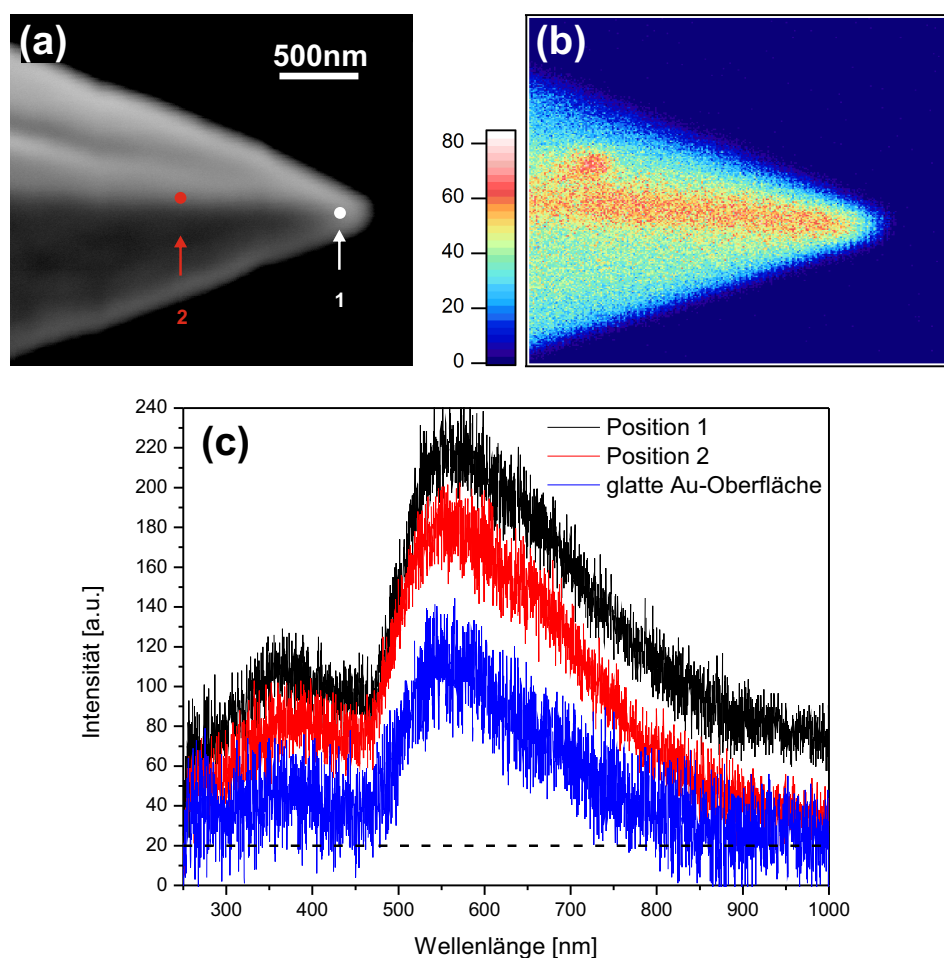 (a)
500nm
2
1
80
60
40
20
0
(b)
(c)
Position 1
Position 2
glatte Au-Oberfläche
Intensität [a.u.]
240
220
200
180
160
140
120
100
80
60
40
20
0
300 400 500 600 700 800 900 1000
Wellenlänge [nm]